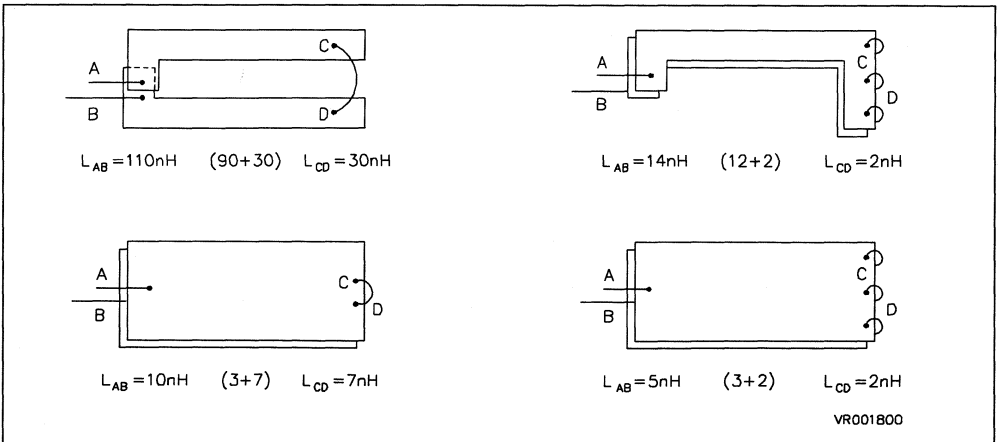 C
A
B
D
L_AB=110nH (90+30) L_CD=30nH
A
B
C
D
L_AB=14nH (12+2) L_CD=2nH
A
B
C
D
L_AB=10nH (3+7) L_CD=7nH
A
B
C
D
L_AB=5nH (3+2) L_CD=2nH
VR001800